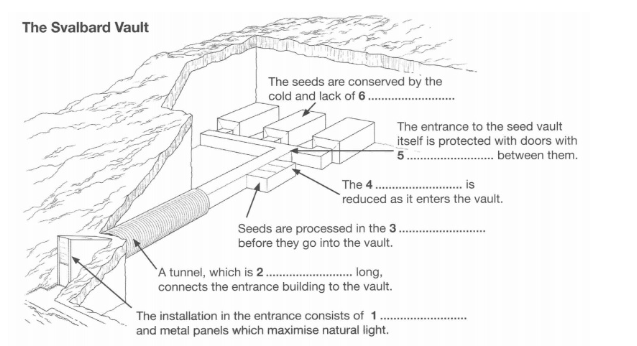 The Svalbard Vault
The seeds are conserved by the
cold and lack of 6 ..........................
The entrance to the seed vault
itself is protected with doors with
5 .......................... between them.
The 4 .......................... is
reduced as it enters the vault.
Seeds are processed in the 3 ..........................
before they go into the vault.
A tunnel, which is 2 .......................... long,
connects the entrance building to the vault.
The installation in the entrance consists of 1 ..........................
and metal panels which maximise natural light.